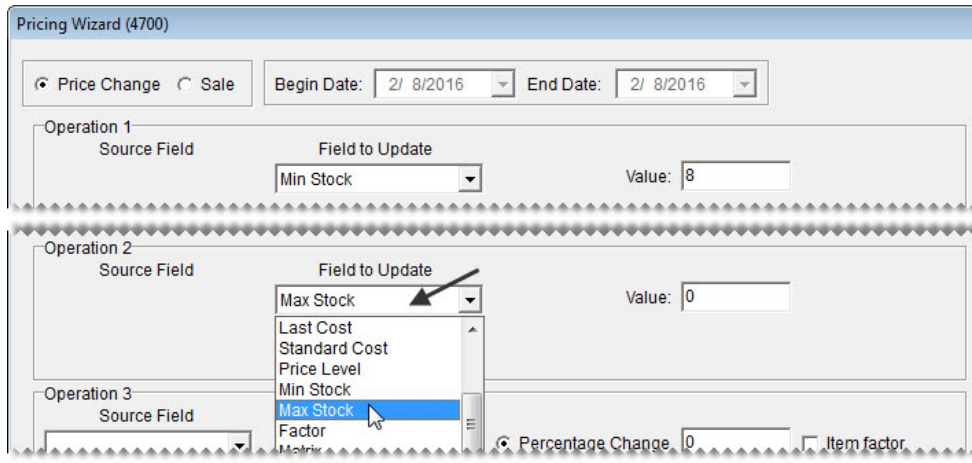 Pricing Wizard (4700)
Price Change Sale Begin Date: 2/ 8/2016 End Date: 2/ 8/2016
Operation 1
Source Field Field to Update
Min Stock Value: 8
Operation 2
Source Field Field to Update
Max Stock Value: 0
Last Cost
Standard Cost
Price Level
Min Stock
Operation 3
Max Stock
Source Field
Factor
Matrix Percentage Change 0 Item factor